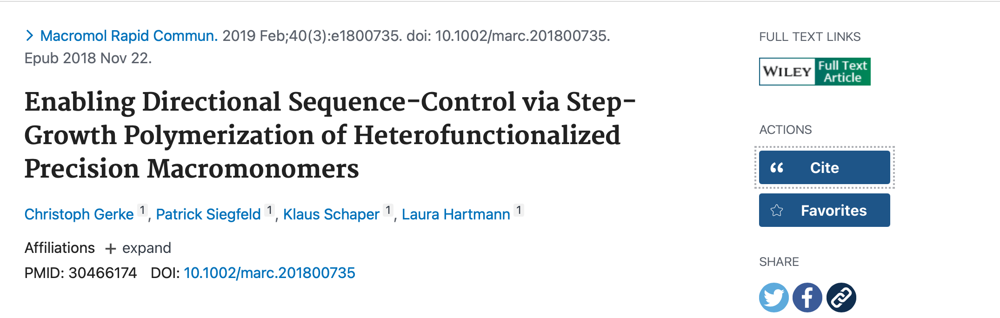 Macromol Rapid Commun. 2019 Feb;40(3):e1800735. doi: 10.1002/marc.201800735.
Epub 2018 Nov 22.
Enabling Directional Sequence-Control via Step-
Growth Polymerization of Heterofunctionalized
Precision Macromonomers
Christoph Gerke 1, Patrick Siegfeld 1, Klaus Schaper 1, Laura Hartmann 1
Affiliations + expand
PMID: 30466174 DOI: 10.1002/marc.201800735
FULL TEXT LINKS
WILEY Full Text
Article
ACTIONS
Cite
Favorites
SHARE